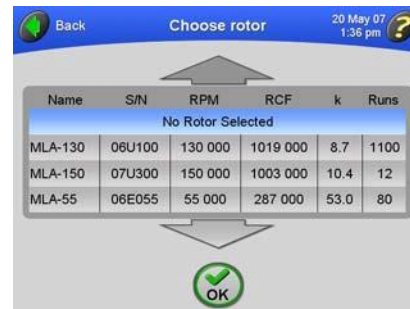 Back
Choose rotor
20 May 07
1:36 pm
?
Name S/N RPM RCF k Runs
No Rotor Selected
MLA-130 06U100 130 000 1019 000 8.7 1100
MLA-150 07U300 150 000 1003 000 10.4 12
MLA-55 06E055 55 000 287 000 53.0 80
OK